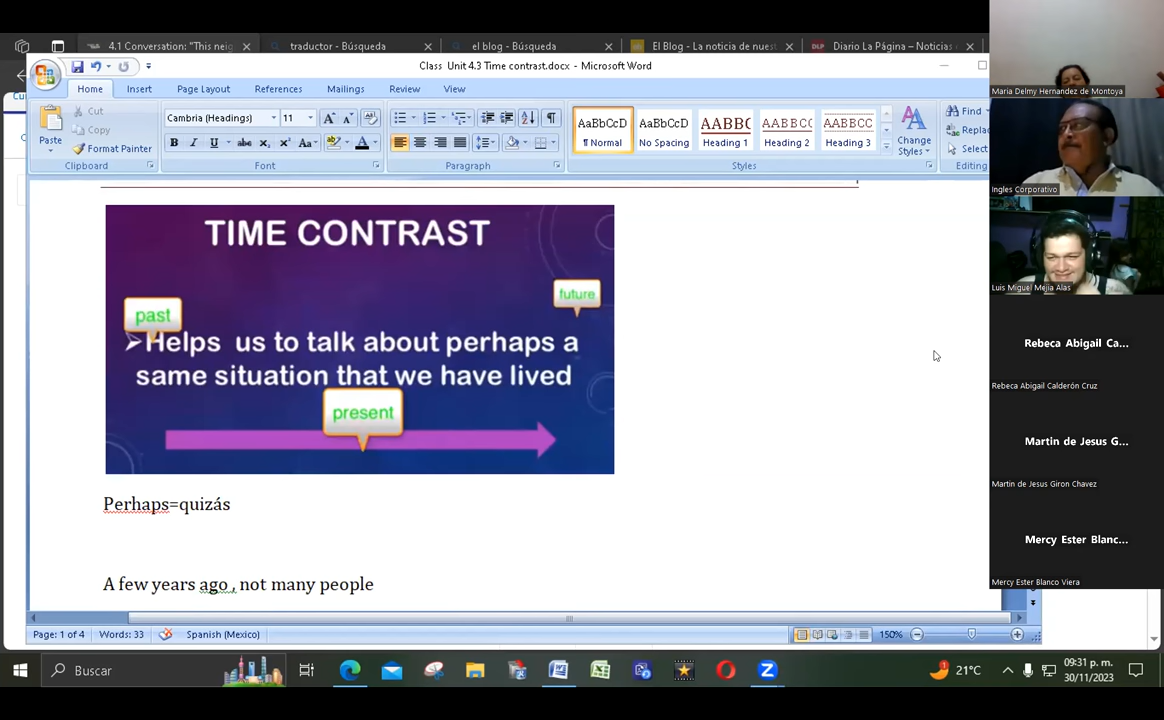 4.1 Conversation: "This neig
traductor - Búsqueda
el blog - Búsqueda
El Blog - La noticia de nuest
Diario La Página – Noticias
Class Unit 4.3 Time contrast.docx - Microsoft Word
Home Insert Page Layout References Mailings Review View
Paste
Cut
Copy
Format Painter
Clipboard
Cambria (Headings) 11
Font
Paragraph
AaBbCcD AaBbCcD AaBbC AaBbCc AaBbCc
¶ Normal No Spacing Heading 1 Heading 2 Heading 3
Change
Styles
Styles
Find
Replac
Select
Editing
TIME CONTRAST
past
future
➢Helps us to talk about perhaps a
same situation that we have lived
present
Perhaps=quizás
A few years ago , not many people
Page: 1 of 4 Words: 33 Spanish (Mexico) 150%
Buscar
21°C
09:31 p. m.
30/11/2023
Maria Delmy Hernandez de Montoya
Ingles Corporativo
Luis Miguel Mejia Alas
Rebeca Abigail Ca...
Rebeca Abigail Calderón Cruz
Martin de Jesus G...
Martin de Jesus Giron Chavez
Mercy Ester Blanc...
Mercy Ester Blanco Viera